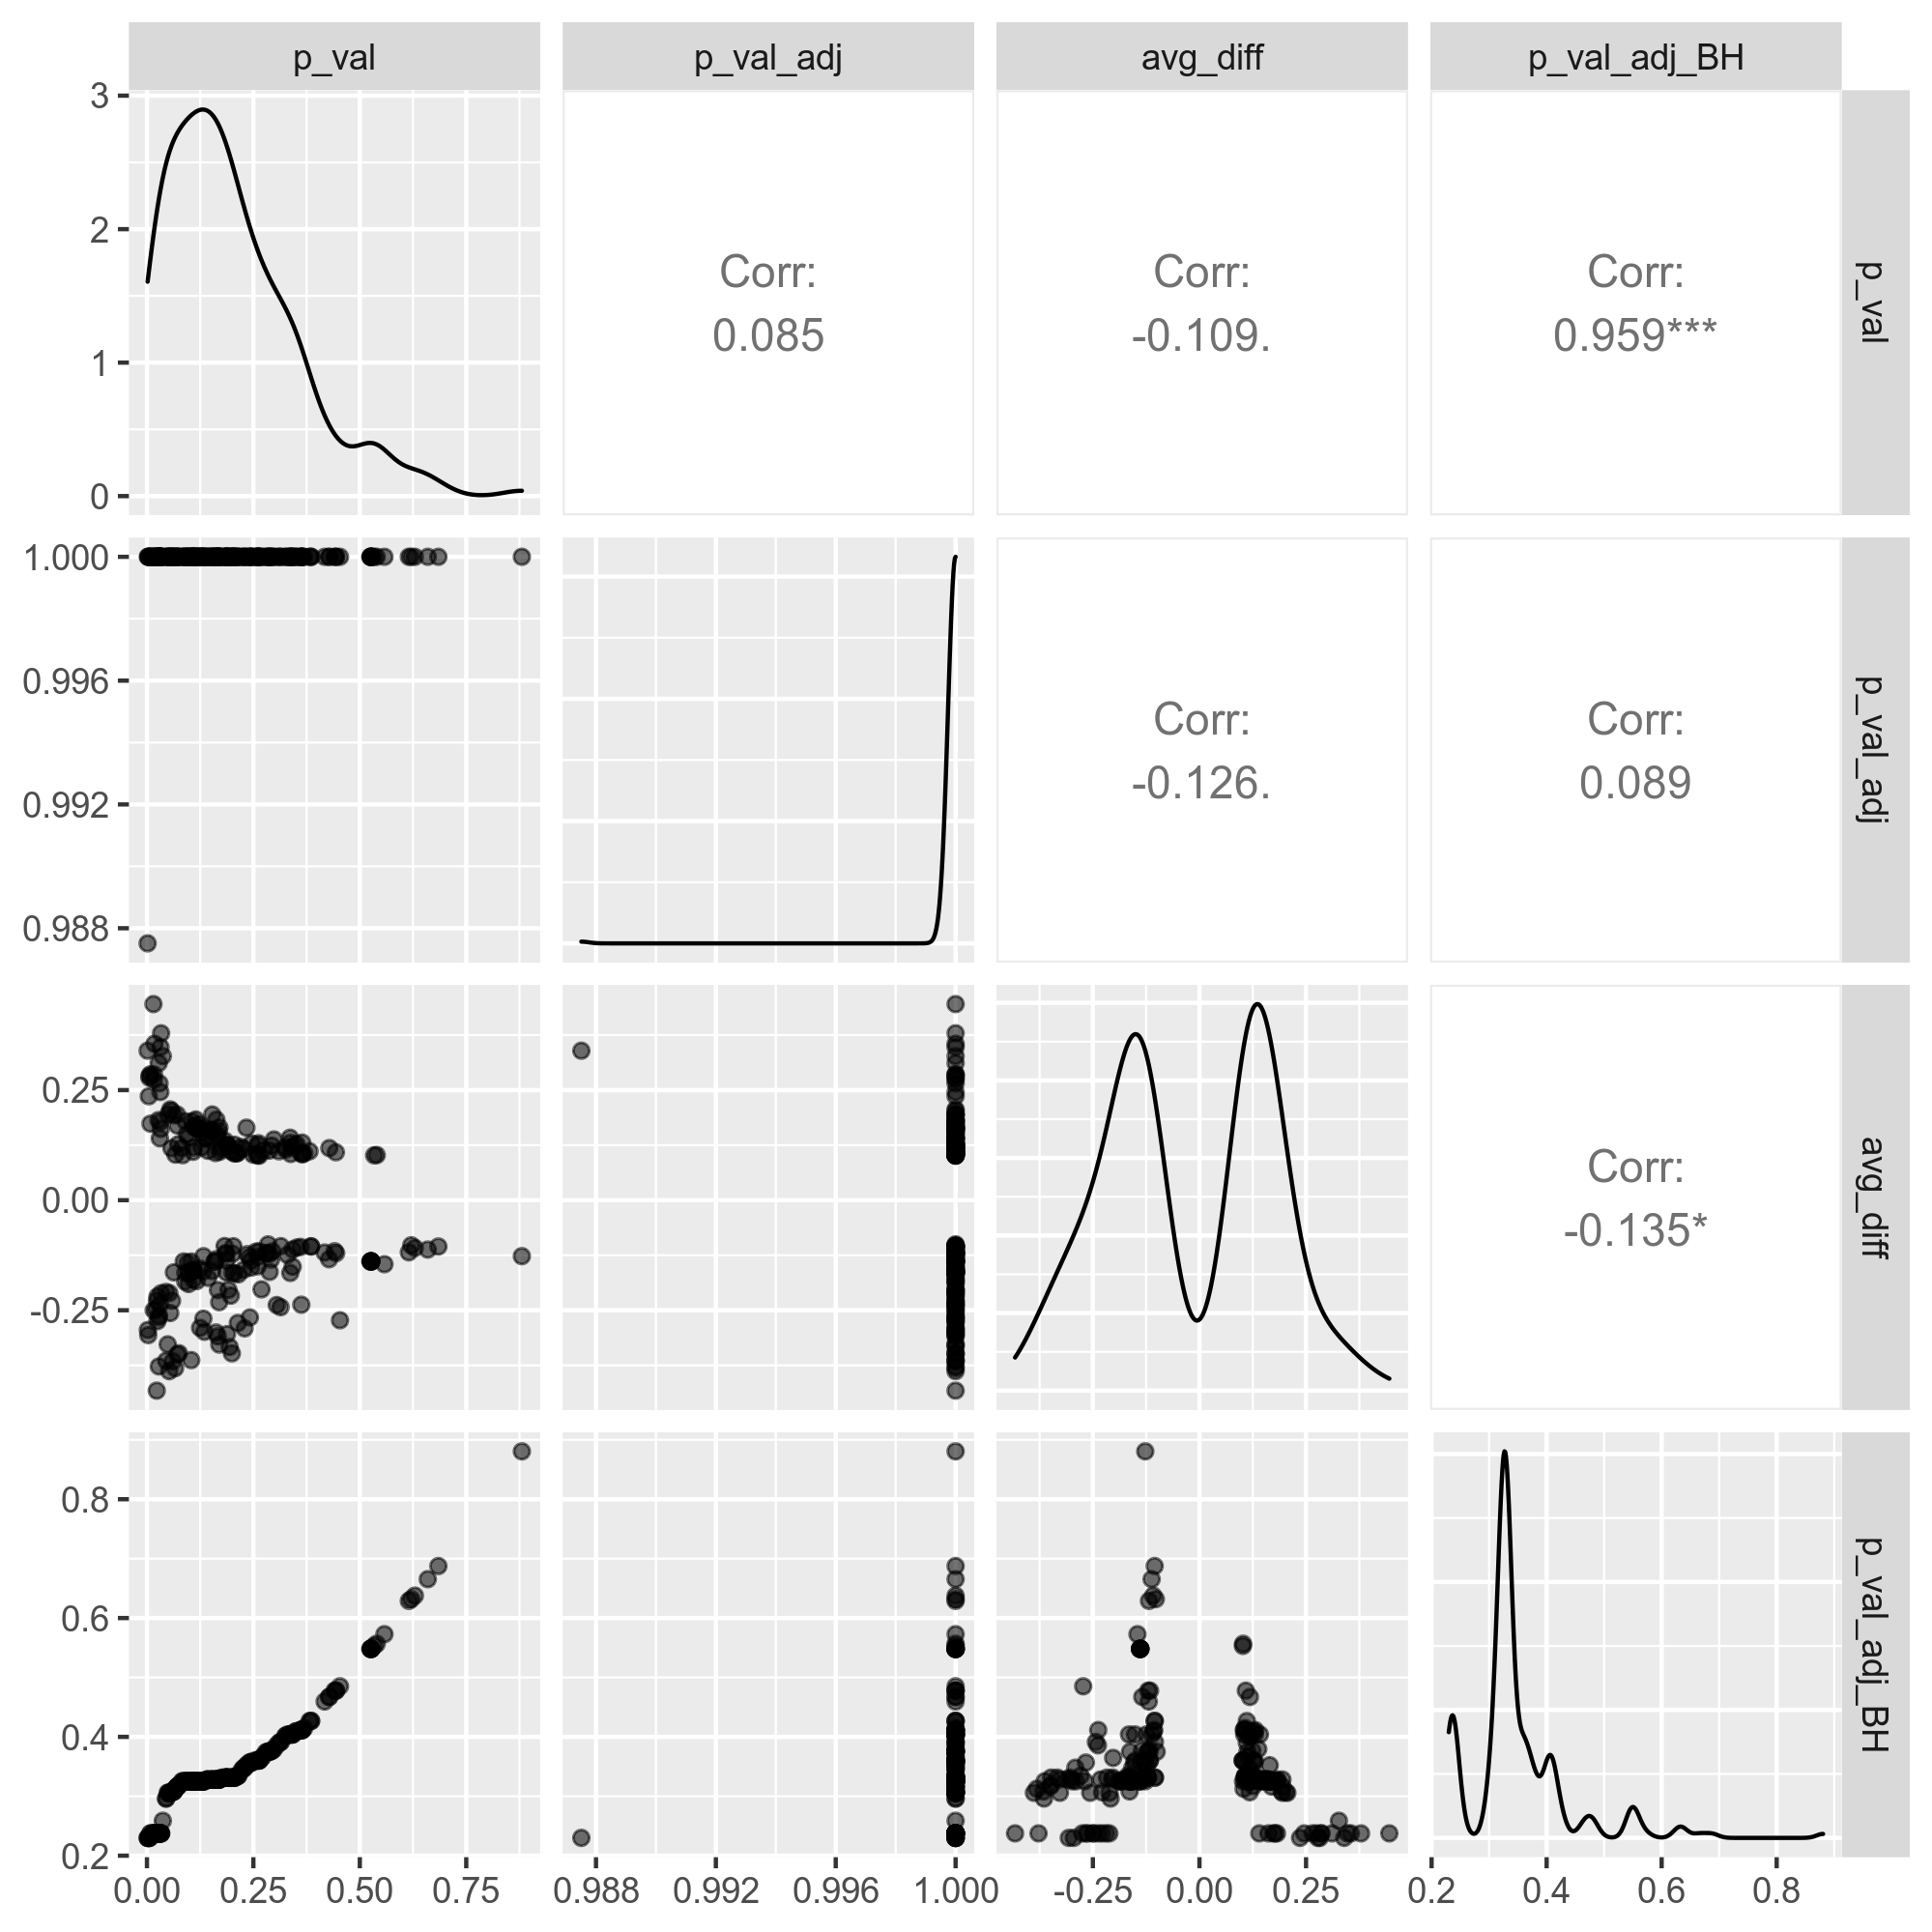 p_val p_val_adj avg_diff p_val_adj_BH
3
2
1
0
Corr:
0.085
Corr:
-0.109.
Corr:
0.959***
p_val
1.000
0.996
0.992
0.988
Corr:
-0.126.
Corr:
0.089
p_val_adj
0.25
0.00
-0.25
Corr:
-0.135*
avg_diff
0.8
0.6
0.4
0.2
p_val_adj_BH
0.00 0.25 0.50 0.75 0.988 0.992 0.996 1.000 -0.25 0.00 0.25 0.2 0.4 0.6 0.8